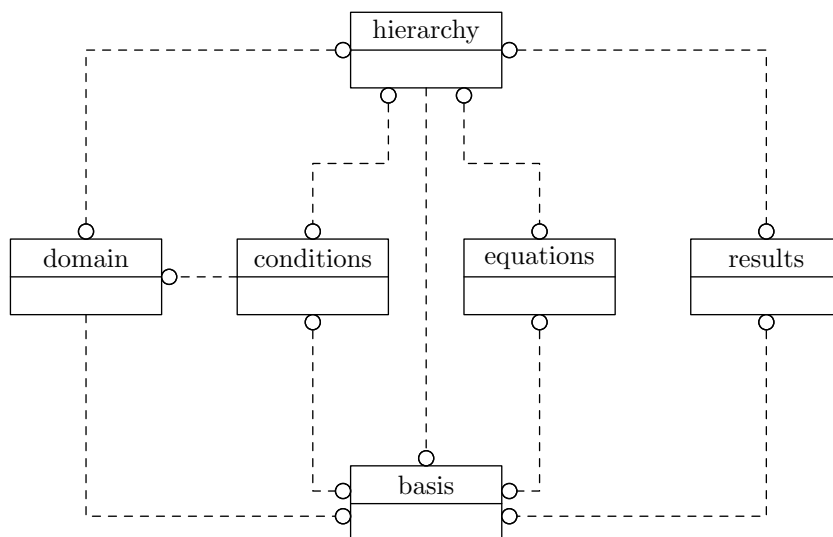 hierarchy
domain
conditions
equations
results
basis